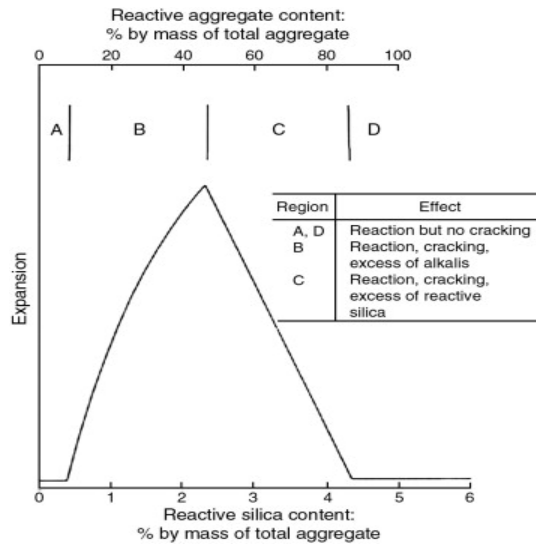 Reactive aggregate content:
% by mass of total aggregate
0 20 40 60 80 100
A B C D
Region Effect
A, D Reaction but no cracking
B Reaction, cracking,
excess of alkalis
C Reaction, cracking,
excess of reactive
silica
Expansion
0 1 2 3 4 5 6
Reactive silica content:
% by mass of total aggregate